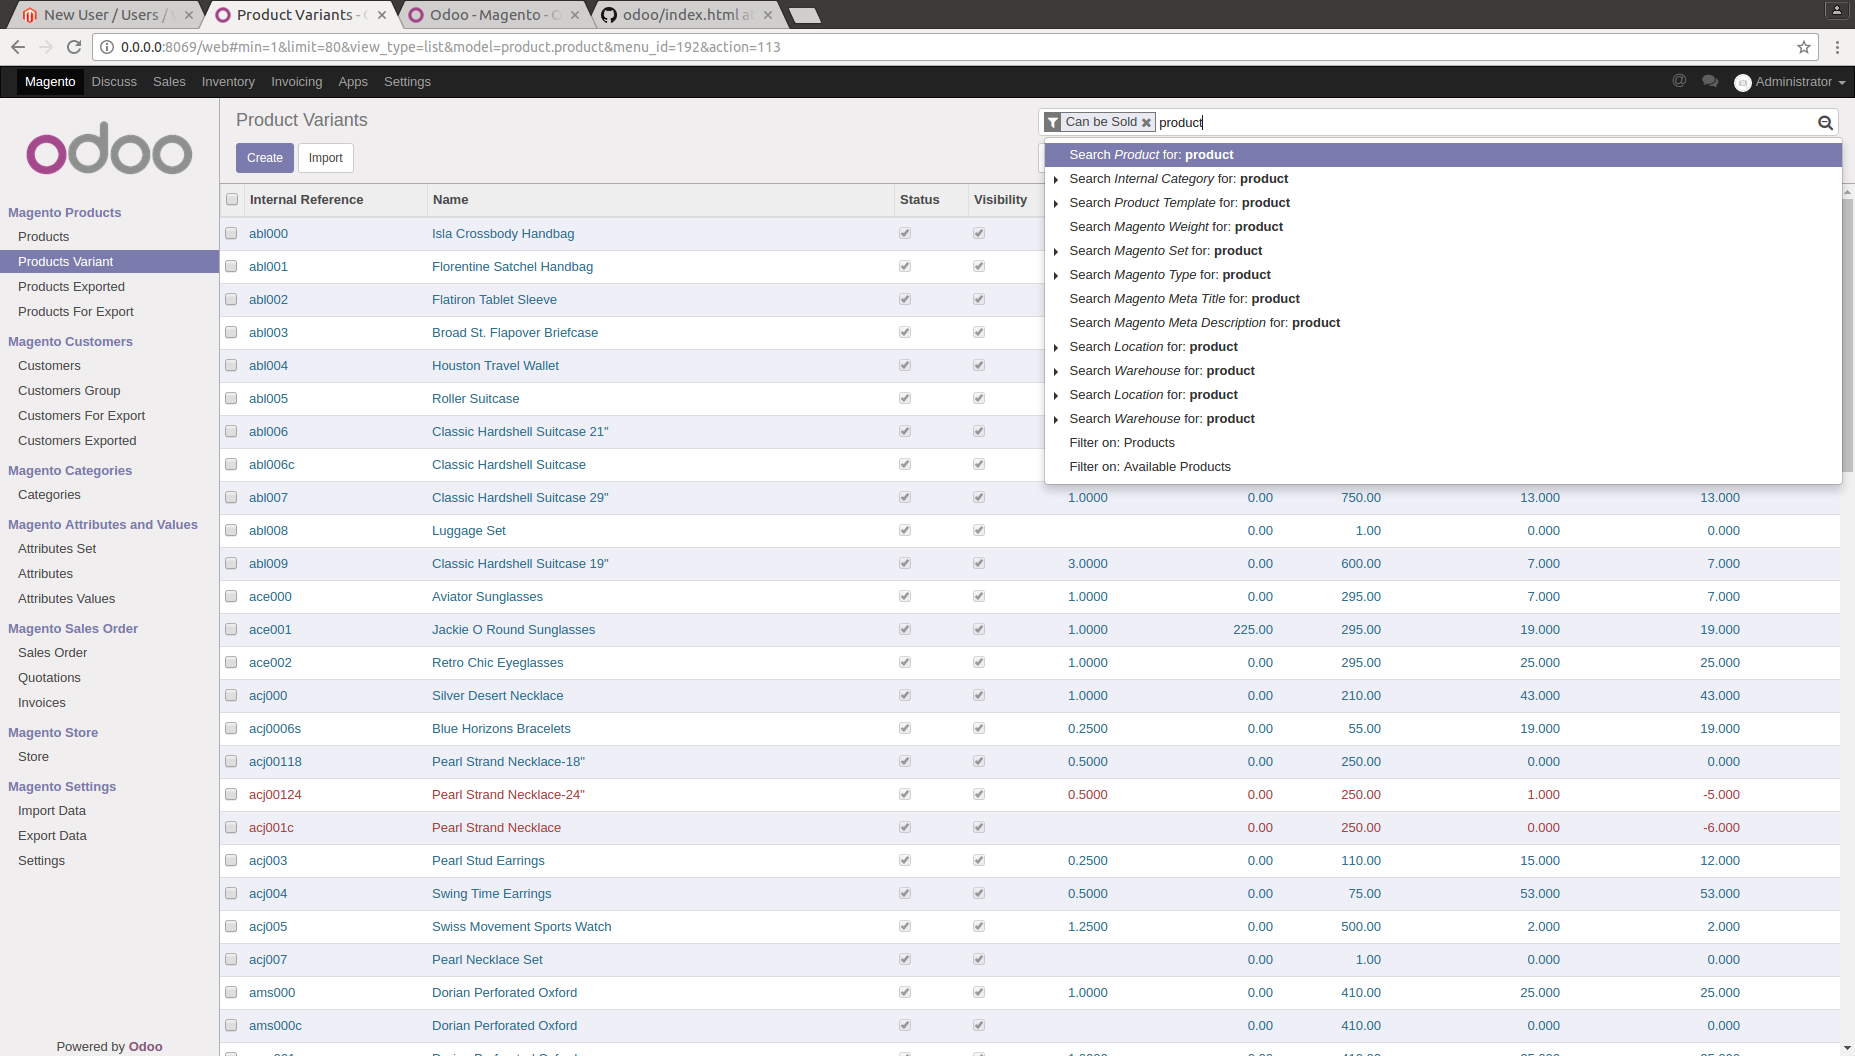 New User / Users / 
Product Variants - 
Odoo - Magento - 
odoo/index.html at
0.0.0.0:8069/web#min=1&limit=80&view_type=list&model=product.product&menu_id=192&action=113
Magento Discuss Sales Inventory Invoicing Apps Settings @ Administrator
odoo
Product Variants
Can be Sold product
Create Import
Search Product for: product
Search Internal Category for: product
Search Product Template for: product
Search Magento Weight for: product
Search Magento Set for: product
Search Magento Type for: product
Search Magento Meta Title for: product
Search Magento Meta Description for: product
Search Location for: product
Search Warehouse for: product
Search Location for: product
Search Warehouse for: product
Filter on: Products
Filter on: Available Products
Magento Products
Products
Products Variant
Products Exported
Products For Export
Magento Customers
Customers
Customers Group
Customers For Export
Customers Exported
Magento Categories
Categories
Magento Attributes and Values
Attributes Set
Attributes
Attributes Values
Magento Sales Order
Sales Order
Quotations
Invoices
Magento Store
Store
Magento Settings
Import Data
Export Data
Settings
Powered by Odoo
Internal Reference Name Status Visibility
abl000 Isla Crossbody Handbag
abl001 Florentine Satchel Handbag
abl002 Flatiron Tablet Sleeve
abl003 Broad St. Flapover Briefcase
abl004 Houston Travel Wallet
abl005 Roller Suitcase
abl006 Classic Hardshell Suitcase 21"
abl006c Classic Hardshell Suitcase
abl007 Classic Hardshell Suitcase 29" 1.0000 0.00 750.00 13.000 13.000
abl008 Luggage Set 0.00 1.00 0.000 0.000
abl009 Classic Hardshell Suitcase 19" 3.0000 0.00 600.00 7.000 7.000
ace000 Aviator Sunglasses 1.0000 0.00 295.00 7.000 7.000
ace001 Jackie O Round Sunglasses 1.0000 225.00 295.00 19.000 19.000
ace002 Retro Chic Eyeglasses 1.0000 0.00 295.00 25.000 25.000
acj000 Silver Desert Necklace 1.0000 0.00 210.00 43.000 43.000
acj0006s Blue Horizons Bracelets 0.2500 0.00 55.00 19.000 19.000
acj00118 Pearl Strand Necklace-18" 0.5000 0.00 250.00 0.000 0.000
acj00124 Pearl Strand Necklace-24" 0.5000 0.00 250.00 1.000 -5.000
acj001c Pearl Strand Necklace 0.00 250.00 0.000 -6.000
acj003 Pearl Stud Earrings 0.2500 0.00 110.00 15.000 12.000
acj004 Swing Time Earrings 0.5000 0.00 75.00 53.000 53.000
acj005 Swiss Movement Sports Watch 1.2500 0.00 500.00 2.000 2.000
acj007 Pearl Necklace Set 0.00 1.00 0.000 0.000
ams000 Dorian Perforated Oxford 1.0000 0.00 410.00 25.000 25.000
ams000c Dorian Perforated Oxford 0.00 410.00 0.000 0.000